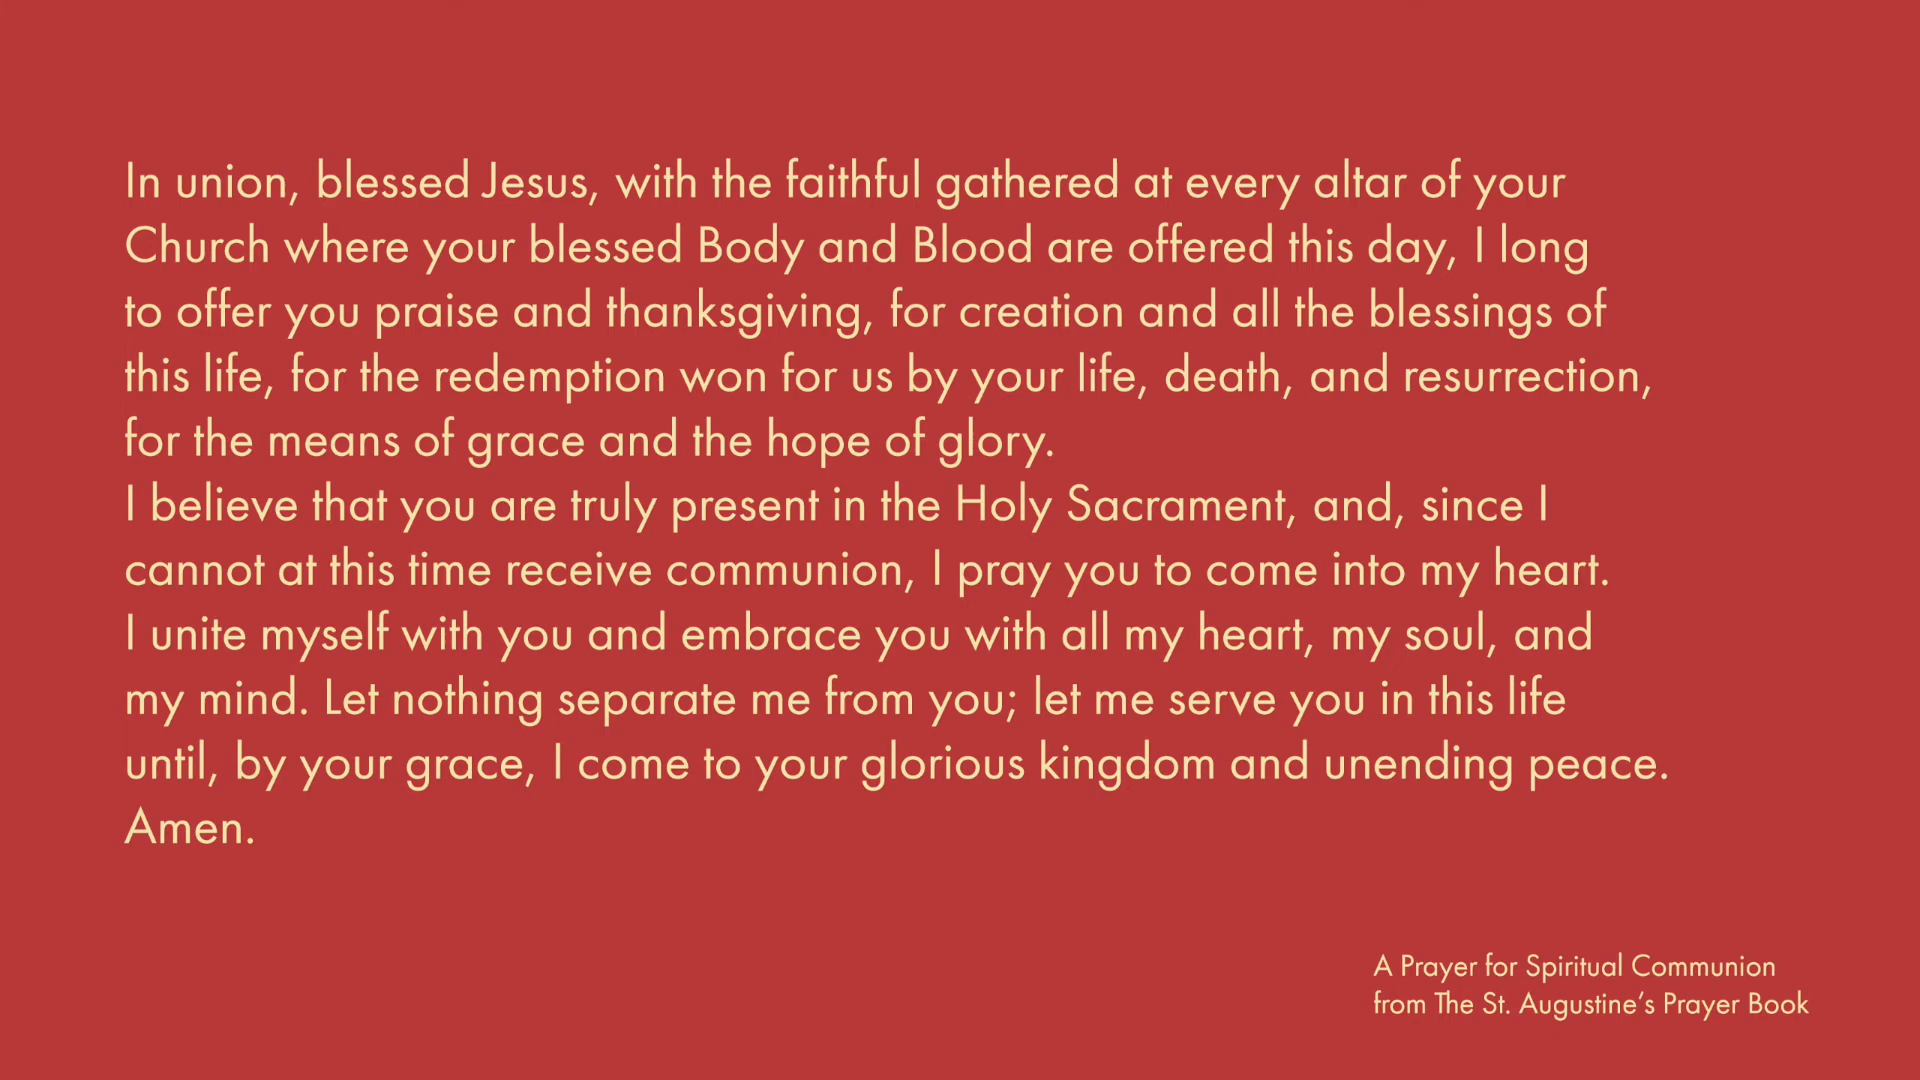 In union, blessed Jesus, with the faithful gathered at every altar of your
Church where your blessed Body and Blood are offered this day, I long
to offer you praise and thanksgiving, for creation and all the blessings of
this life, for the redemption won for us by your life, death, and resurrection,
for the means of grace and the hope of glory.
I believe that you are truly present in the Holy Sacrament, and, since I
cannot at this time receive communion, I pray you to come into my heart.
I unite myself with you and embrace you with all my heart, my soul, and
my mind. Let nothing separate me from you; let me serve you in this life
until, by your grace, I come to your glorious kingdom and unending peace.
Amen.
A Prayer for Spiritual Communion
from The St. Augustine’s Prayer Book